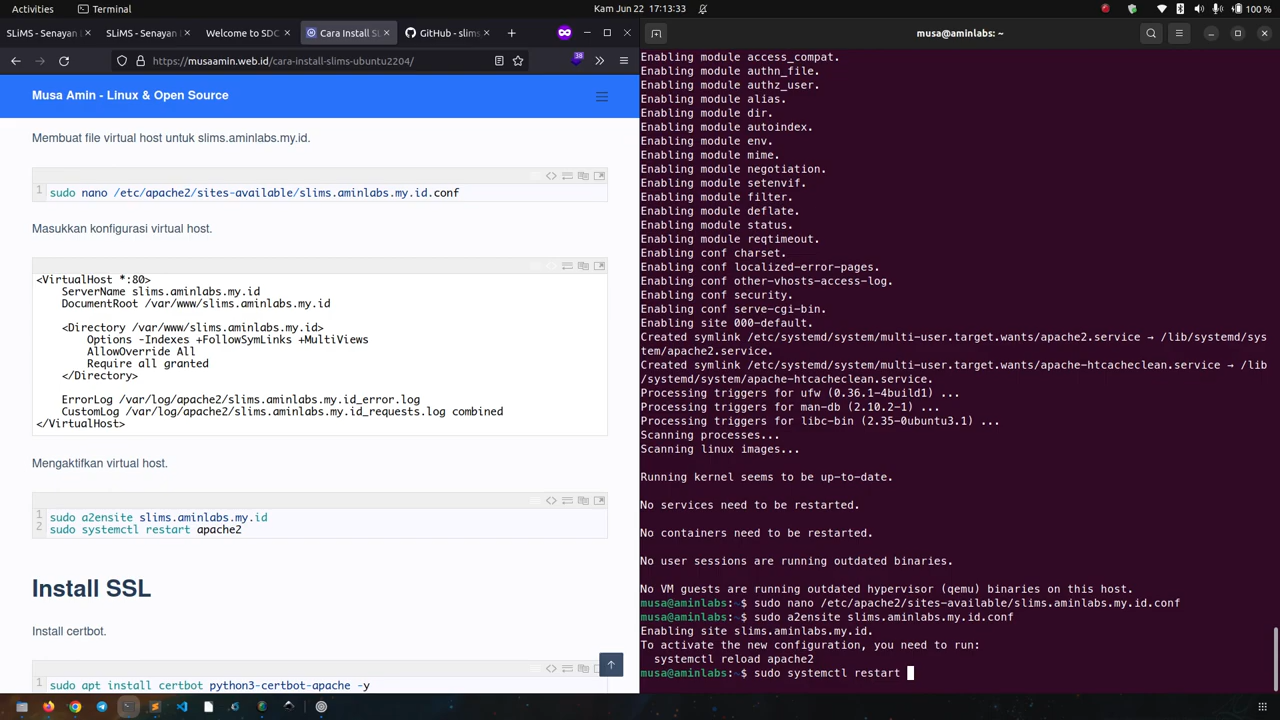 Activities
Terminal
Kam Jun 22 17:13:33
100 %
SLiMS - Senayan L
SLiMS - Senayan L
Welcome to SDC
Cara Install SL
GitHub - slims
https://musaamin.web.id/cara-install-slims-ubuntu2204/
38
Musa Amin - Linux & Open Source
Membuat file virtual host untuk slims.aminlabs.my.id.
1 sudo nano /etc/apache2/sites-available/slims.aminlabs.my.id.conf
Masukkan konfigurasi virtual host.
<VirtualHost *:80>
    ServerName slims.aminlabs.my.id
    DocumentRoot /var/www/slims.aminlabs.my.id
    <Directory /var/www/slims.aminlabs.my.id>
        Options -Indexes +FollowSymLinks +MultiViews
        AllowOverride All
        Require all granted
    </Directory>
    ErrorLog /var/log/apache2/slims.aminlabs.my.id_error.log
    CustomLog /var/log/apache2/slims.aminlabs.my.id_requests.log combined
</VirtualHost>
Mengaktifkan virtual host.
1 sudo a2ensite slims.aminlabs.my.id
2 sudo systemctl restart apache2
Install SSL
Install certbot.
1 sudo apt install certbot python3-certbot-apache -y
musa@aminlabs: ~
Enabling module access_compat.
Enabling module authn_file.
Enabling module authz_user.
Enabling module alias.
Enabling module dir.
Enabling module autoindex.
Enabling module env.
Enabling module mime.
Enabling module negotiation.
Enabling module setenvif.
Enabling module filter.
Enabling module deflate.
Enabling module status.
Enabling module reqtimeout.
Enabling conf charset.
Enabling conf localized-error-pages.
Enabling conf other-vhosts-access-log.
Enabling conf security.
Enabling conf serve-cgi-bin.
Enabling site 000-default.
Created symlink /etc/systemd/system/multi-user.target.wants/apache2.service → /lib/systemd/sys
tem/apache2.service.
Created symlink /etc/systemd/system/multi-user.target.wants/apache-htcacheclean.service → /lib
/systemd/system/apache-htcacheclean.service.
Processing triggers for ufw (0.36.1-4build1) ...
Processing triggers for man-db (2.10.2-1) ...
Processing triggers for libc-bin (2.35-0ubuntu3.1) ...
Scanning processes...
Scanning linux images...
Running kernel seems to be up-to-date.
No services need to be restarted.
No containers need to be restarted.
No user sessions are running outdated binaries.
No VM guests are running outdated hypervisor (qemu) binaries on this host.
musa@aminlabs:~$ sudo nano /etc/apache2/sites-available/slims.aminlabs.my.id.conf
musa@aminlabs:~$ sudo a2ensite slims.aminlabs.my.id.conf
Enabling site slims.aminlabs.my.id.
To activate the new configuration, you need to run:
  systemctl reload apache2
musa@aminlabs:~$ sudo systemctl restart